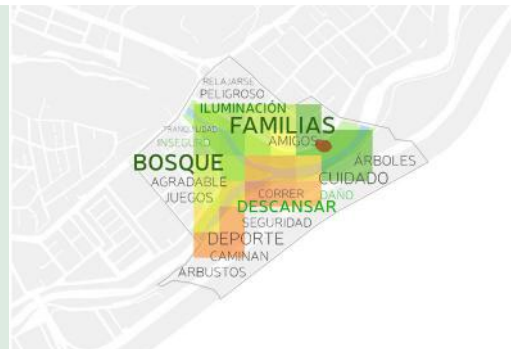 RELAJARSE
PELIGROSO
ILUMINACIÓN
TRANQUILIDAD
FAMILIAS
INSEGURO
AMIGOS
BOSQUE
ÁRBOLES
AGRADABLE
CUIDADO
JUEGOS
CORRER
DAÑO
DESCANSAR
SEGURIDAD
DEPORTE
CAMINAN
ARBUSTOS